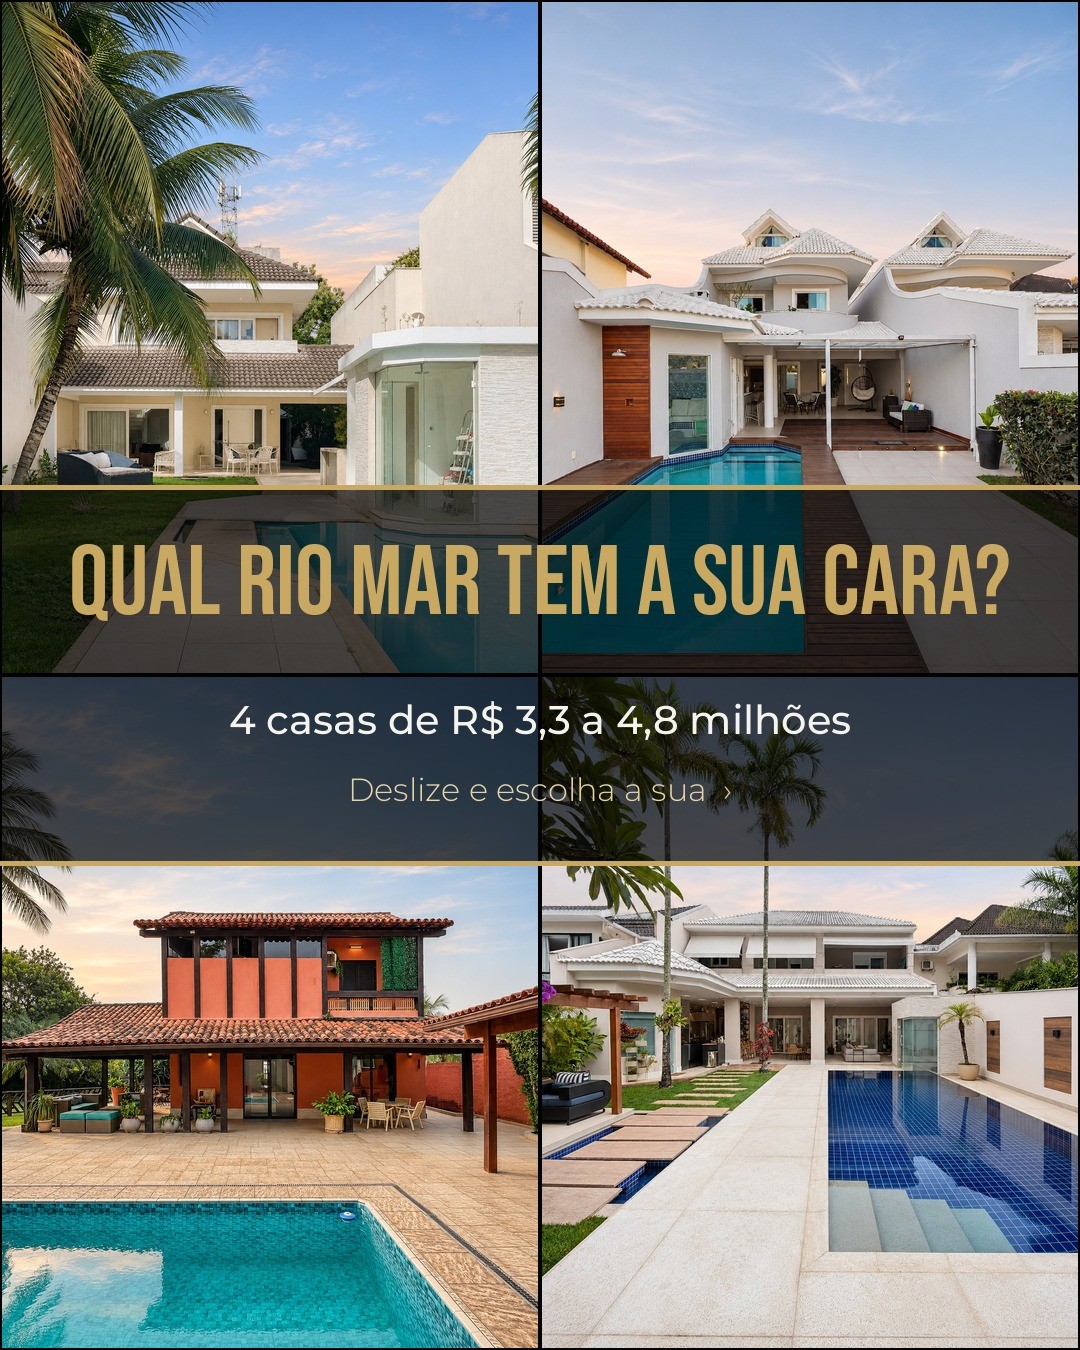 QUAL RIO MAR TEM A SUA CARA?
4 casas de R$ 3,3 a 4,8 milhões
Deslize e escolha a sua ›